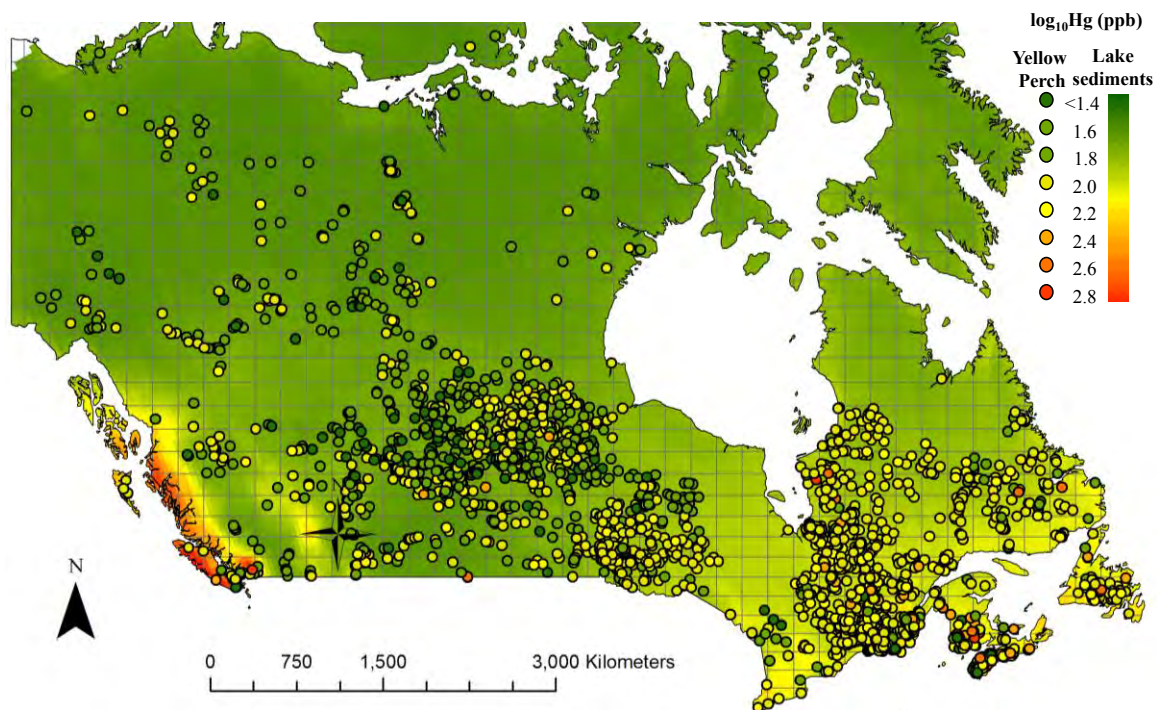 log₁₀Hg (ppb)
Yellow Perch
Lake sediments
<1.4
1.6
1.8
2.0
2.2
2.4
2.6
2.8
N
0 750 1,500 3,000 Kilometers